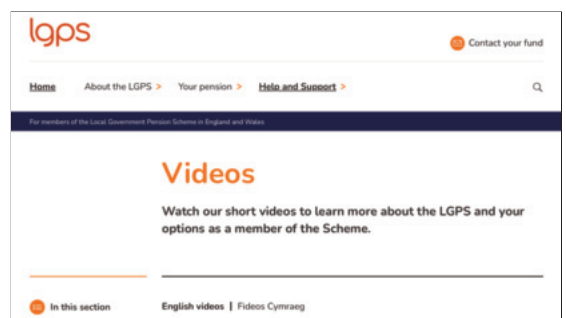 lgps
Contact your fund
Home About the LGPS > Your pension > Help and Support >
For members of the Local Government Pension Scheme in England and Wales
Videos
Watch our short videos to learn more about the LGPS and your
options as a member of the Scheme.
In this section
English videos | Fideos Cymraeg